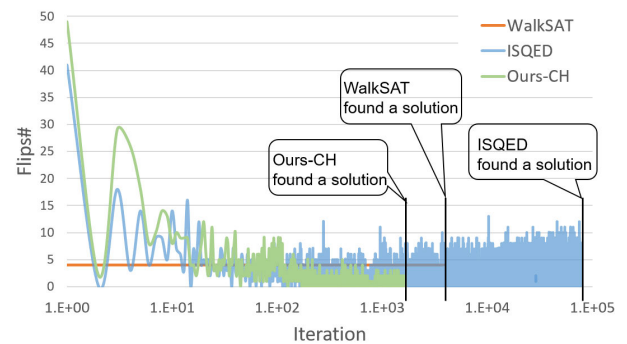 50
45
40
35
30
25
20
15
10
5
0
Flips#
WalkSAT
ISQED
Ours-CH
WalkSAT
found a solution
ISQED
found a solution
Ours-CH
found a solution
1.E+00 1.E+01 1.E+02 1.E+03 1.E+04 1.E+05
Iteration